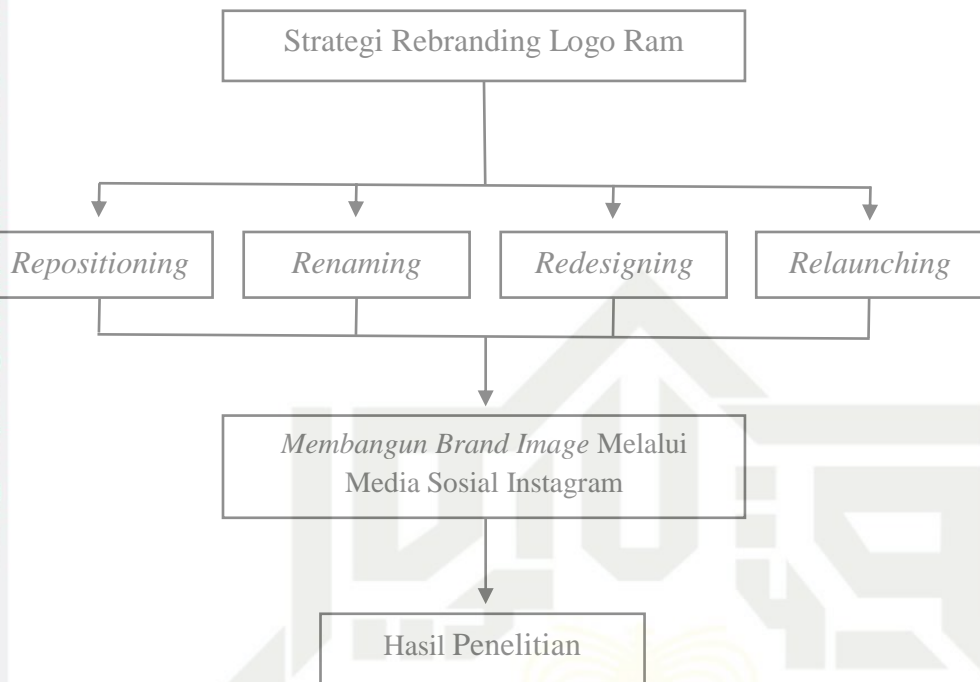 Strategi Rebranding Logo Ram
Repositioning
Renaming
Redesigning
Relaunching
Membangun Brand Image Melalui
Media Sosial Instagram
Hasil Penelitian